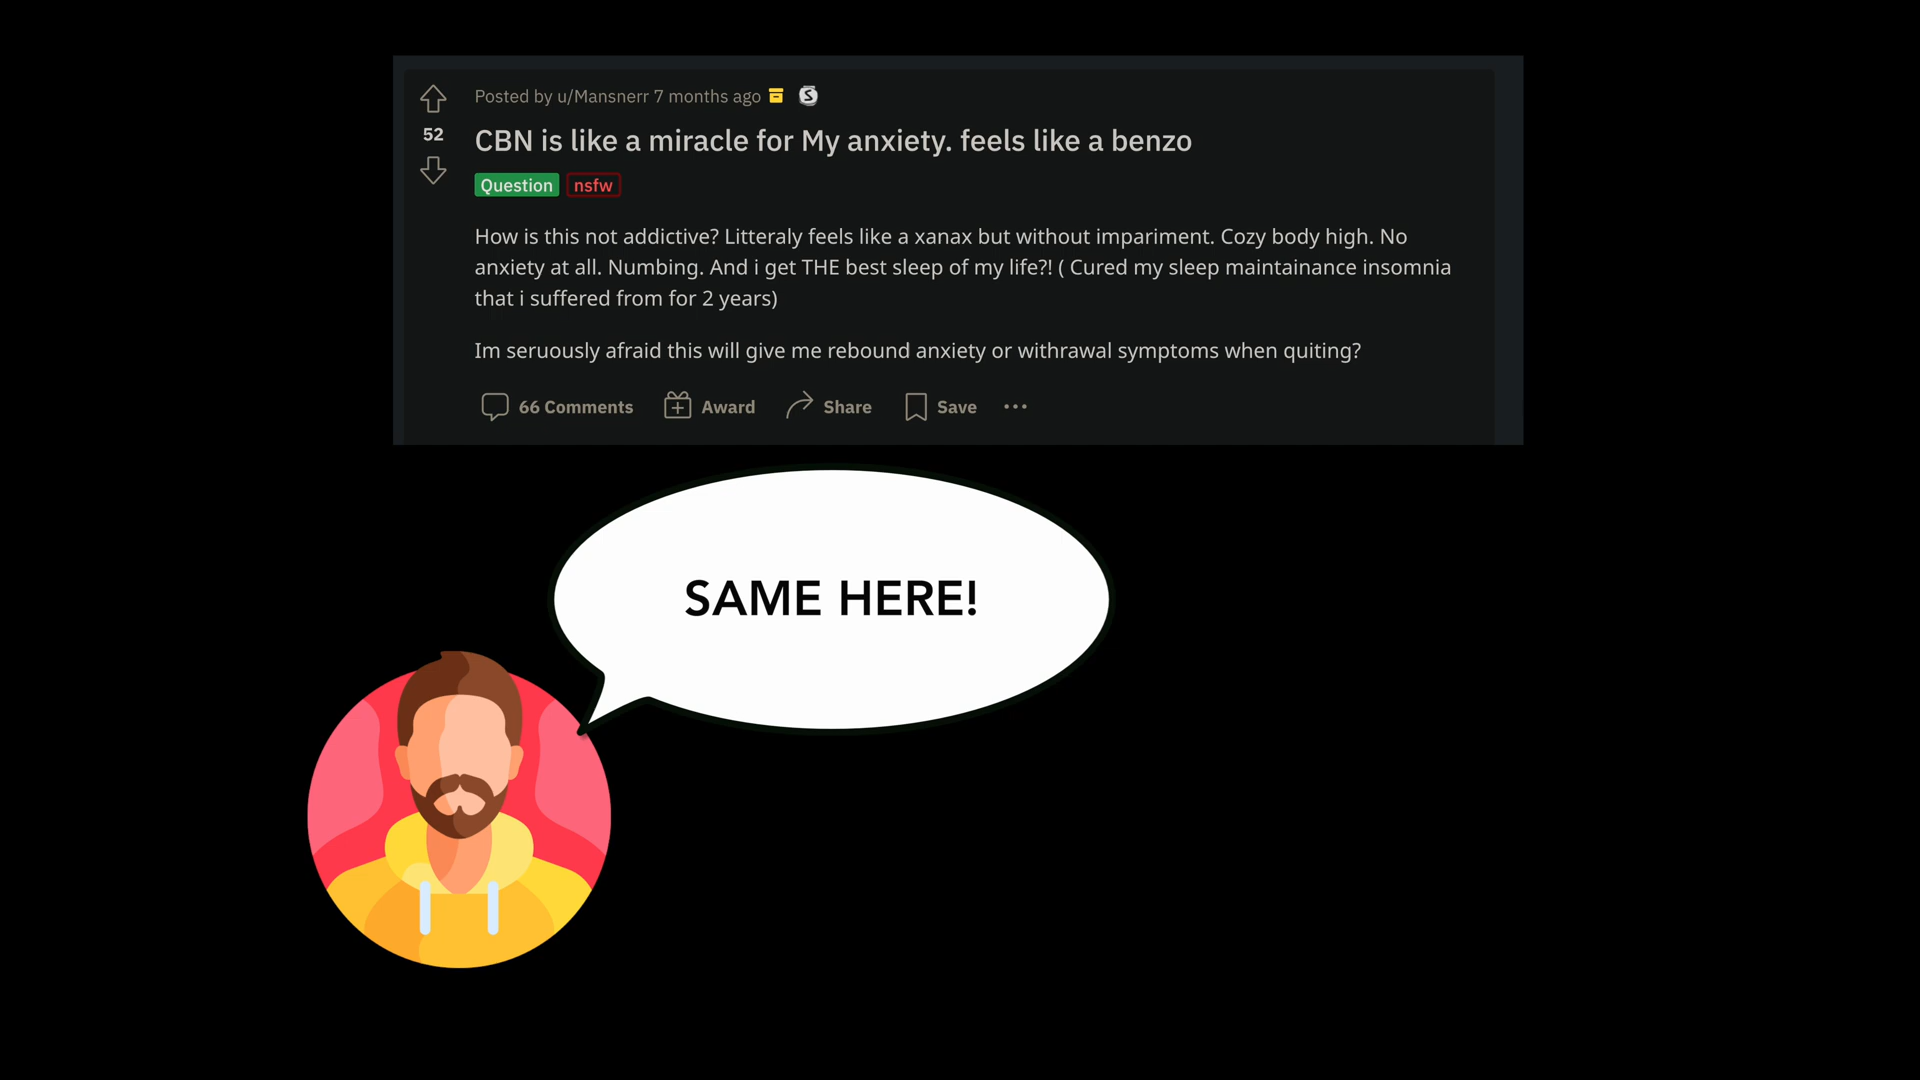 Posted by u/Mansnerr 7 months ago
52
CBN is like a miracle for My anxiety. feels like a benzo
Question nsfw
How is this not addictive? Litteraly feels like a xanax but without impariment. Cozy body high. No
anxiety at all. Numbing. And i get THE best sleep of my life?! ( Cured my sleep maintainance insomnia
that i suffered from for 2 years)
Im seruously afraid this will give me rebound anxiety or withrawal symptoms when quiting?
66 Comments Award Share Save
SAME HERE!